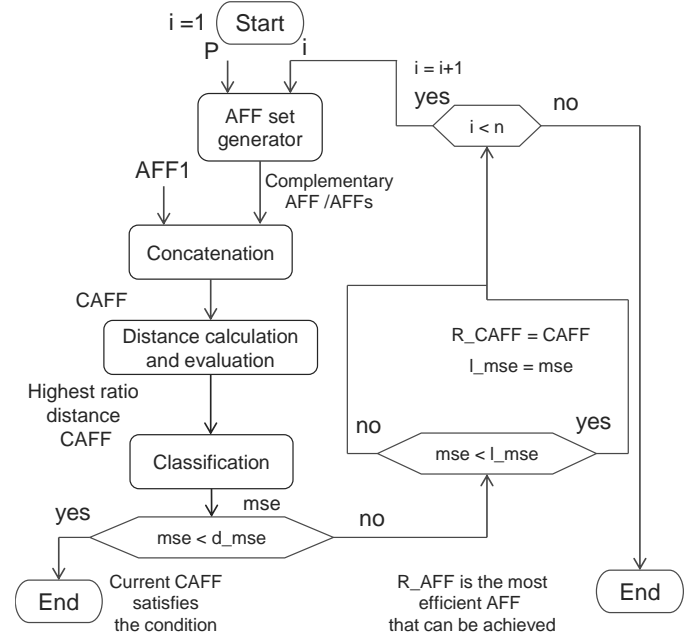 i =1
Start
P
i
i = i+1
yes
no
i < n
AFF set
generator
AFF1
Complementary
AFF /AFFs
Concatenation
CAFF
Distance calculation
and evaluation
R_CAFF = CAFF
l_mse = mse
Highest ratio
distance
CAFF
no
yes
mse < l_mse
Classification
mse
yes
no
mse < d_mse
End
Current CAFF
satisfies
the condition
R_AFF is the most
efficient AFF
that can be achieved
End